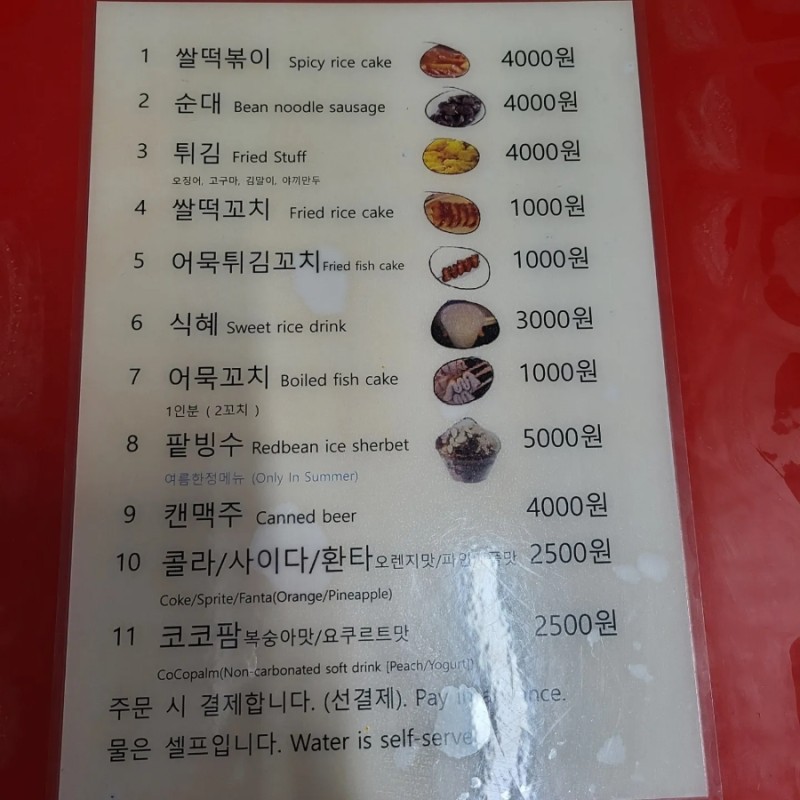 1 쌀떡볶이 Spicy rice cake 4000원
2 순대 Bean noodle sausage 4000원
3 튀김 Fried Stuff 4000원
오징어, 고구마, 김말이, 야끼만두
4 쌀떡꼬치 Fried rice cake 1000원
5 어묵튀김꼬치 Fried fish cake 1000원
6 식혜 Sweet rice drink 3000원
7 어묵꼬치 Boiled fish cake 1000원
1인분 ( 2꼬치 )
8 팥빙수 Redbean ice sherbet 5000원
여름한정메뉴 (Only In Summer)
9 캔맥주 Canned beer 4000원
10 콜라/사이다/환타오렌지맛/ 2500원
Coke/Sprite/Fanta(Orange/Pineapple)
11 코코팜복숭아맛/요쿠르트맛 2500원
CoCopalm(Non-carbonated soft drink [Peach/Yogurt])
주문 시 결제합니다. (선결제). Pay
물은 셀프입니다. Water is self-serve